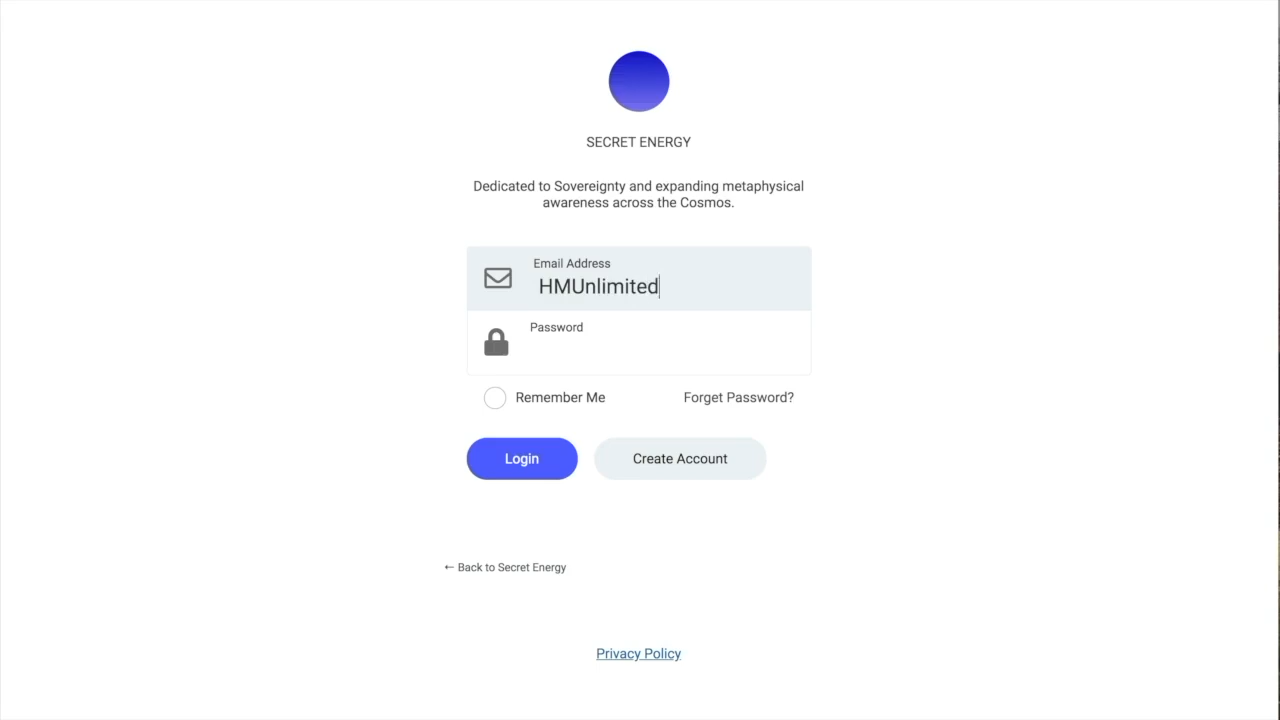 SECRET ENERGY
Dedicated to Sovereignty and expanding metaphysical
awareness across the Cosmos.
Email Address
HMUnlimited
Password
Remember Me
Forget Password?
Login
Create Account
← Back to Secret Energy
Privacy Policy